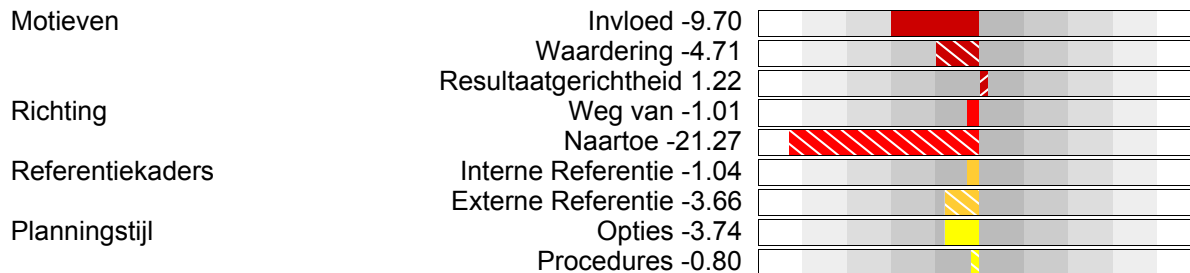 Motieven Invloed -9.70
Waardering -4.71
Resultaatgerichtheid 1.22
Richting Weg van -1.01
Naartoe -21.27
Referentiekaders Interne Referentie -1.04
Externe Referentie -3.66
Planningstijl Opties -3.74
Procedures -0.80